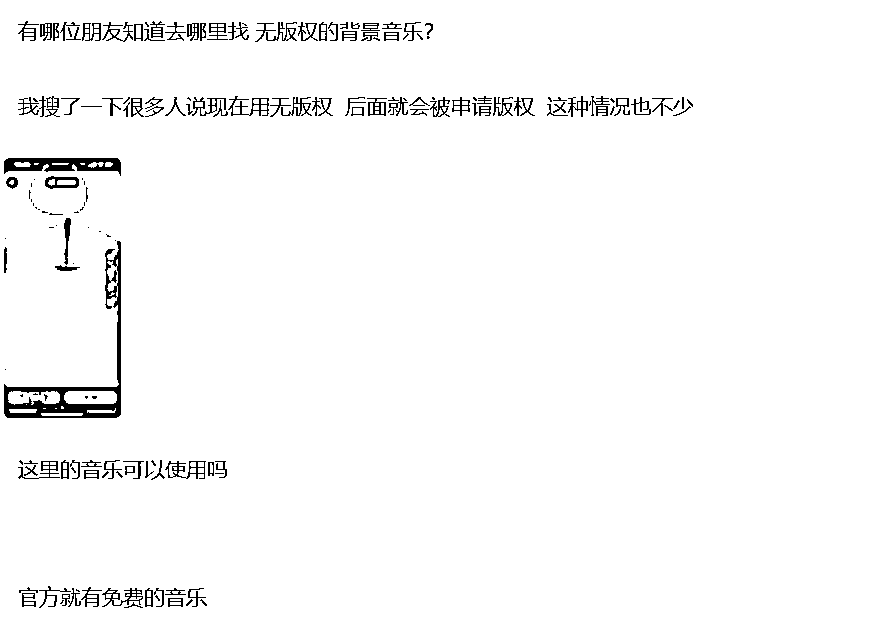 有哪位朋友知道去哪里找 无版权的背景音乐？
我搜了一下很多人说现在用无版权 后面就会被申请版权 这种情况也不少
这里的音乐可以使用吗
官方就有免费的音乐